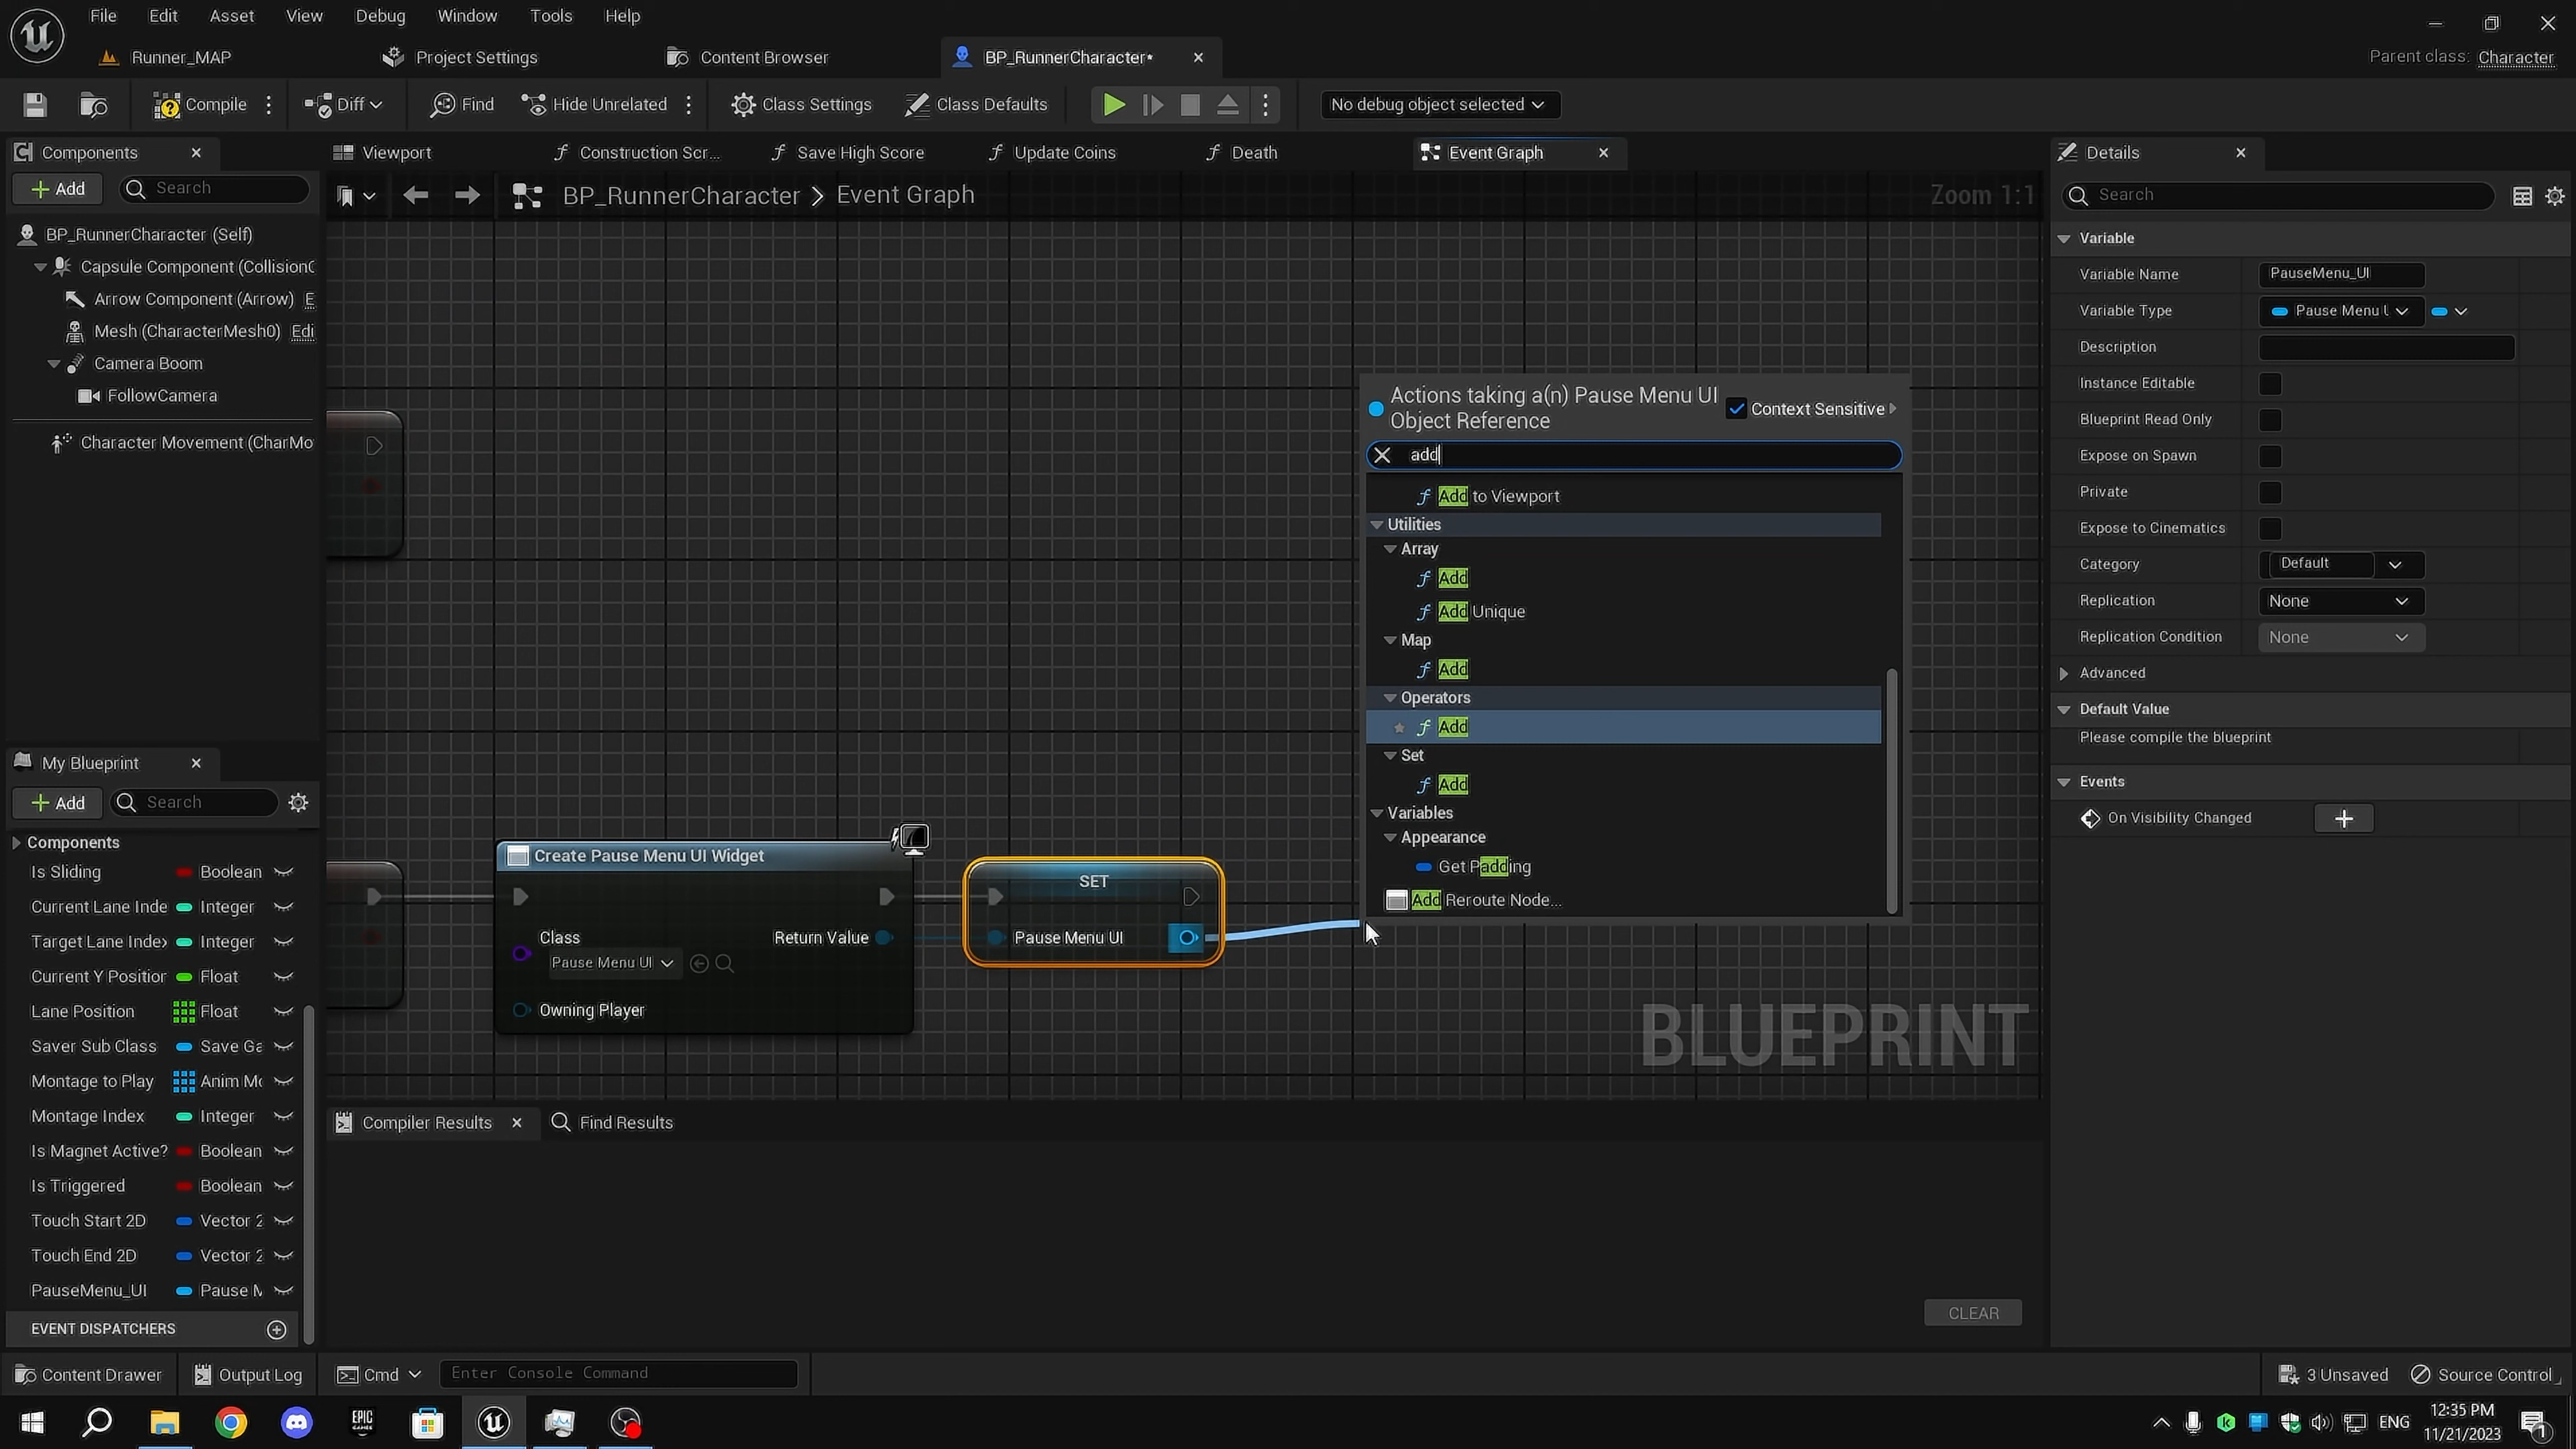 File Edit Asset View Debug Window Tools Help
Runner_MAP Project Settings Content Browser BP_RunnerCharacter* Parent class: Character
Compile Diff Find Hide Unrelated Class Settings Class Defaults No debug object selected
Components Viewport Construction Scr... Save High Score Update Coins Death Event Graph Details
Add Search BP_RunnerCharacter > Event Graph Zoom 1:1 Search
BP_RunnerCharacter (Self)
Capsule Component (CollisionC
Arrow Component (Arrow) E
Mesh (CharacterMesh0) Edi
Camera Boom
FollowCamera
Character Movement (CharMo
My Blueprint
Add Search
Components
Is Sliding Boolean
Current Lane Inde Integer
Target Lane Index Integer
Current Y Position Float
Lane Position Float
Saver Sub Class Save Ga
Montage to Play Anim Mo
Montage Index Integer
Is Magnet Active? Boolean
Is Triggered Boolean
Touch Start 2D Vector 2
Touch End 2D Vector 2
PauseMenu_UI Pause M
EVENT DISPATCHERS
Create Pause Menu UI Widget
Class
Pause Menu UI
Return Value
Owning Player
SET
Pause Menu UI
Actions taking a(n) Pause Menu UI
Object Reference
Context Sensitive
add
Add to Viewport
Utilities
Array
Add
Add Unique
Map
Add
Operators
Add
Set
Add
Variables
Appearance
Get Padding
Add Reroute Node...
BLUEPRINT
Compiler Results Find Results
CLEAR
Variable
Variable Name PauseMenu_UI
Variable Type Pause Menu U
Description
Instance Editable
Blueprint Read Only
Expose on Spawn
Private
Expose to Cinematics
Category Default
Replication None
Replication Condition None
Advanced
Default Value
Please compile the blueprint
Events
On Visibility Changed
Content Drawer Output Log Cmd Enter Console Command 3 Unsaved Source Control
EPIC
GAMES
ENG
12:35 PM
11/21/2023
1